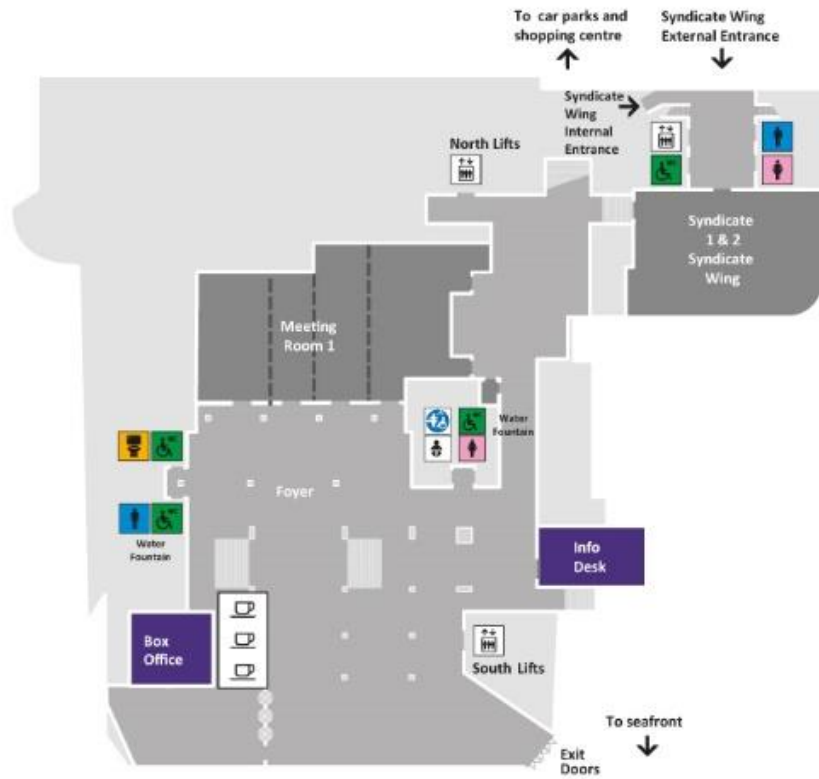 To car parks and
shopping centre
Syndicate Wing
External Entrance
Syndicate
Wing
Internal
Entrance
North Lifts
Syndicate
1 & 2
Syndicate
Wing
Meeting
Room 1
Water
Fountain
Foyer
Water
Fountain
Info
Desk
Box
Office
South Lifts
To seafront
Exit
Doors